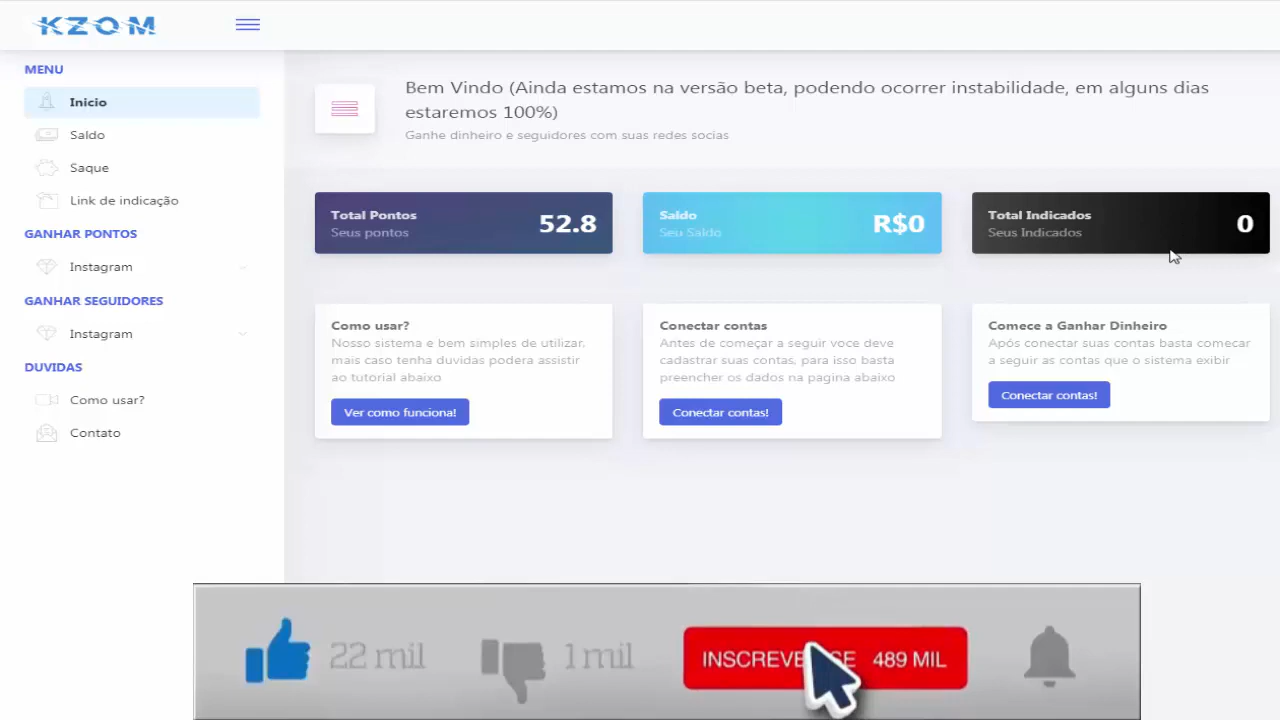 KZOM
MENU
Inicio
Saldo
Saque
Link de indicação
GANHAR PONTOS
Instagram
GANHAR SEGUIDORES
Instagram
DUVIDAS
Como usar?
Contato
Bem Vindo (Ainda estamos na versão beta, podendo ocorrer instabilidade, em alguns dias
estaremos 100%)
Ganhe dinheiro e seguidores com suas redes socias
Total Pontos
Seus pontos
52.8
Saldo
Seu Saldo
R$0
Total Indicados
Seus Indicados
0
Como usar?
Nosso sistema e bem simples de utilizar,
mais caso tenha duvidas podera assistir
ao tutorial abaixo
Ver como funciona!
Conectar contas
Antes de começar a seguir voce deve
cadastrar suas contas, para isso basta
preencher os dados na pagina abaixo
Conectar contas!
Comece a Ganhar Dinheiro
Após conectar suas contas basta comecar
a seguir as contas que o sistema exibir
Conectar contas!
22 mil
1 mil
489 MIL